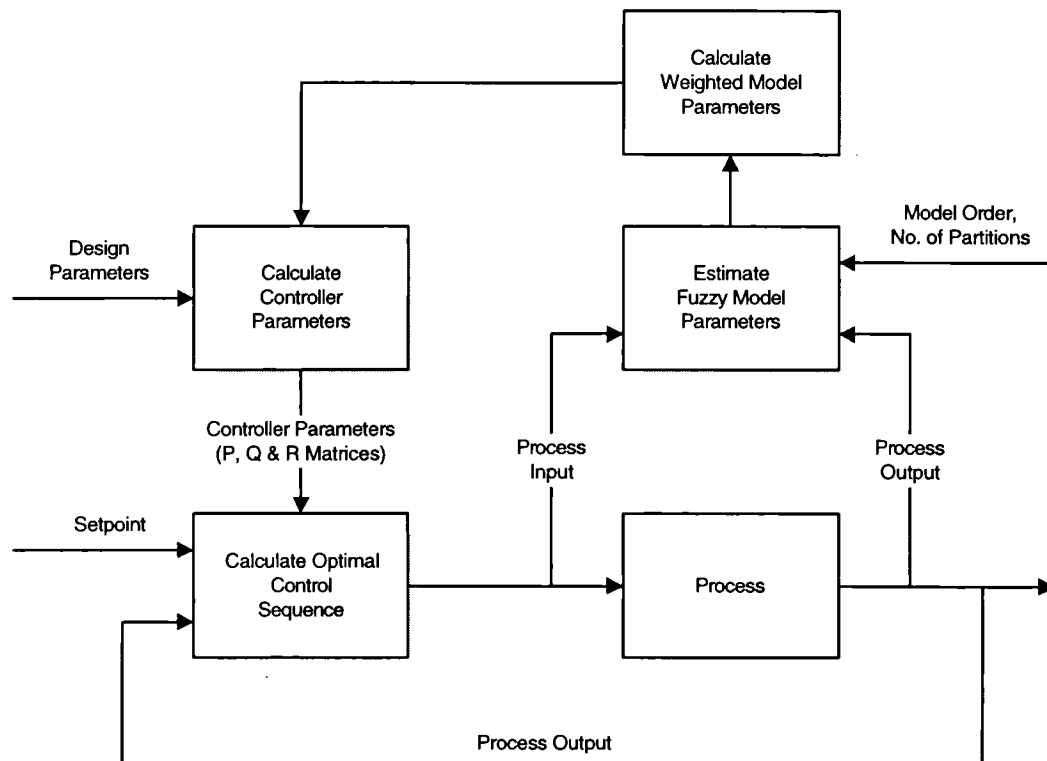 Calculate
Weighted Model
Parameters
Model Order,
No. of Partitions
Design
Parameters
Calculate
Controller
Parameters
Estimate
Fuzzy Model
Parameters
Controller Parameters
(P, Q & R Matrices)
Process
Input
Process
Output
Setpoint
Calculate Optimal
Control
Sequence
Process
Process Output